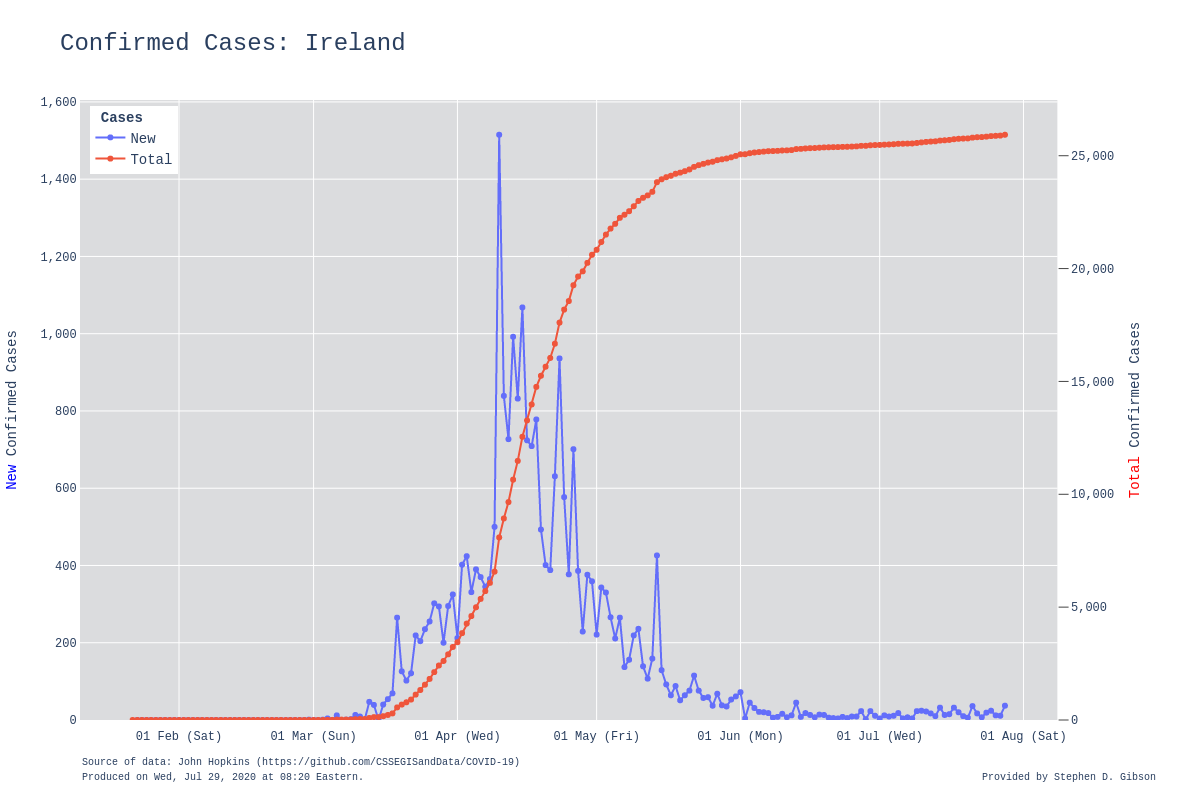 Confirmed Cases: Ireland
Cases
New
Total
1,600
1,400
1,200
1,000
800
600
400
200
0
New Confirmed Cases
25,000
20,000
15,000
10,000
5,000
0
Total Confirmed Cases
01 Feb (Sat) 01 Mar (Sun) 01 Apr (Wed) 01 May (Fri) 01 Jun (Mon) 01 Jul (Wed) 01 Aug (Sat)
Source of data: John Hopkins (https://github.com/CSSEGISandData/COVID-19)
Produced on Wed, Jul 29, 2020 at 08:20 Eastern.
Provided by Stephen D. Gibson